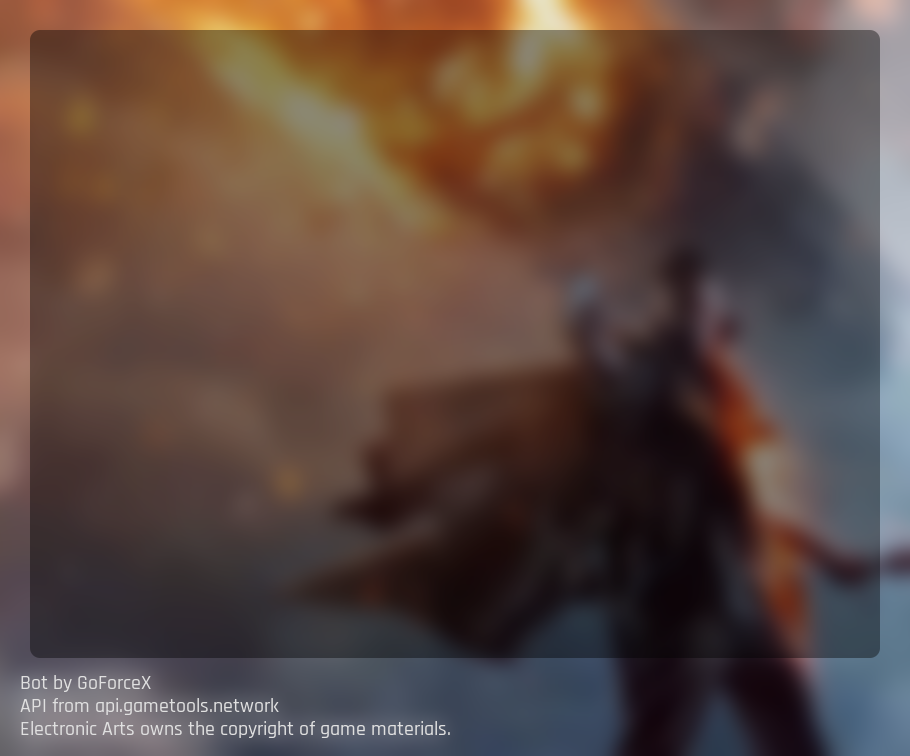 Bot by GoForceX
API from api.gametools.network
Electronic Arts owns the copyright of game materials.